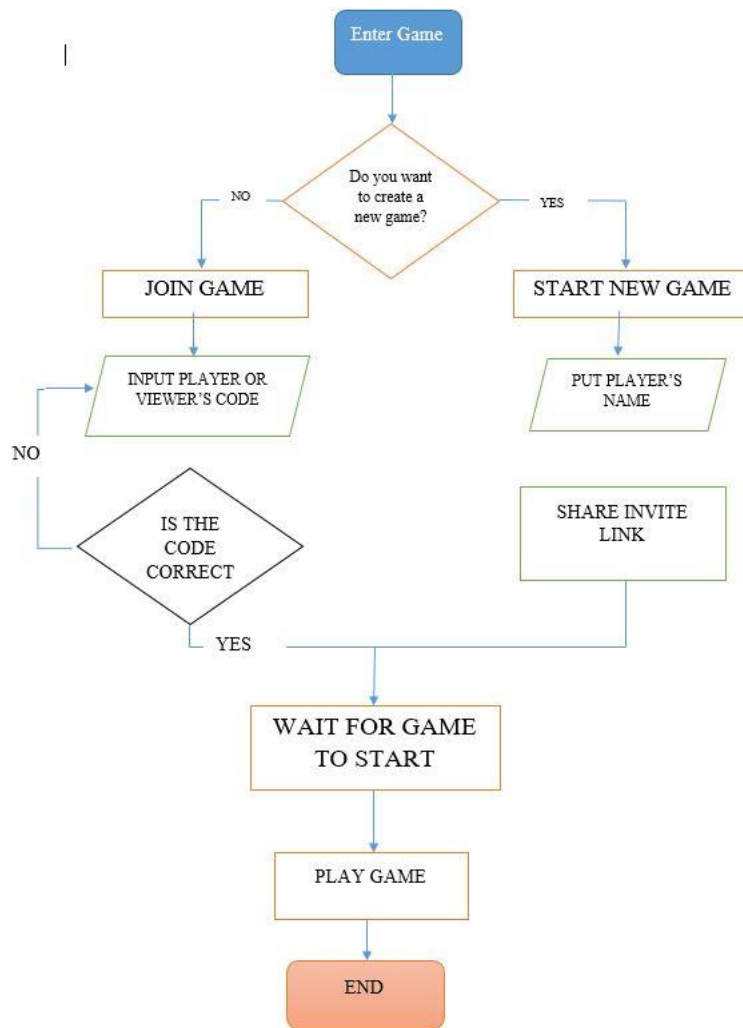 Enter Game
Do you want
to create a
new game?
NO
YES
JOIN GAME
START NEW GAME
INPUT PLAYER OR
VIEWER’S CODE
PUT PLAYER’S
NAME
NO
IS THE
CODE
CORRECT
SHARE INVITE
LINK
YES
WAIT FOR GAME
TO START
PLAY GAME
END